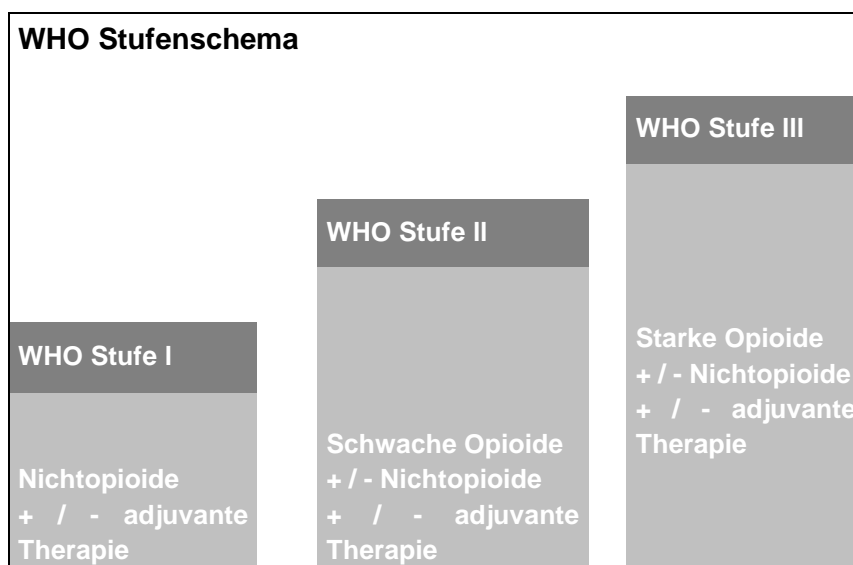 WHO Stufenschema
WHO Stufe I
Nichtopioide
+ / - adjuvante
Therapie
WHO Stufe II
Schwache Opioide
+ / - Nichtopioide
+ / - adjuvante
Therapie
WHO Stufe III
Starke Opioide
+ / - Nichtopioide
+ / - adjuvante
Therapie